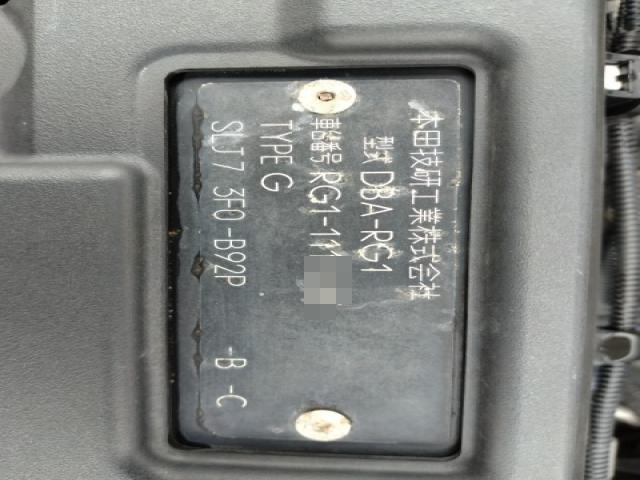 本田技研工業株式会社
型式 DBA-RG1
車台番号 RG1-111
TYPE G
SLJ7 3F0-B92P -B -C